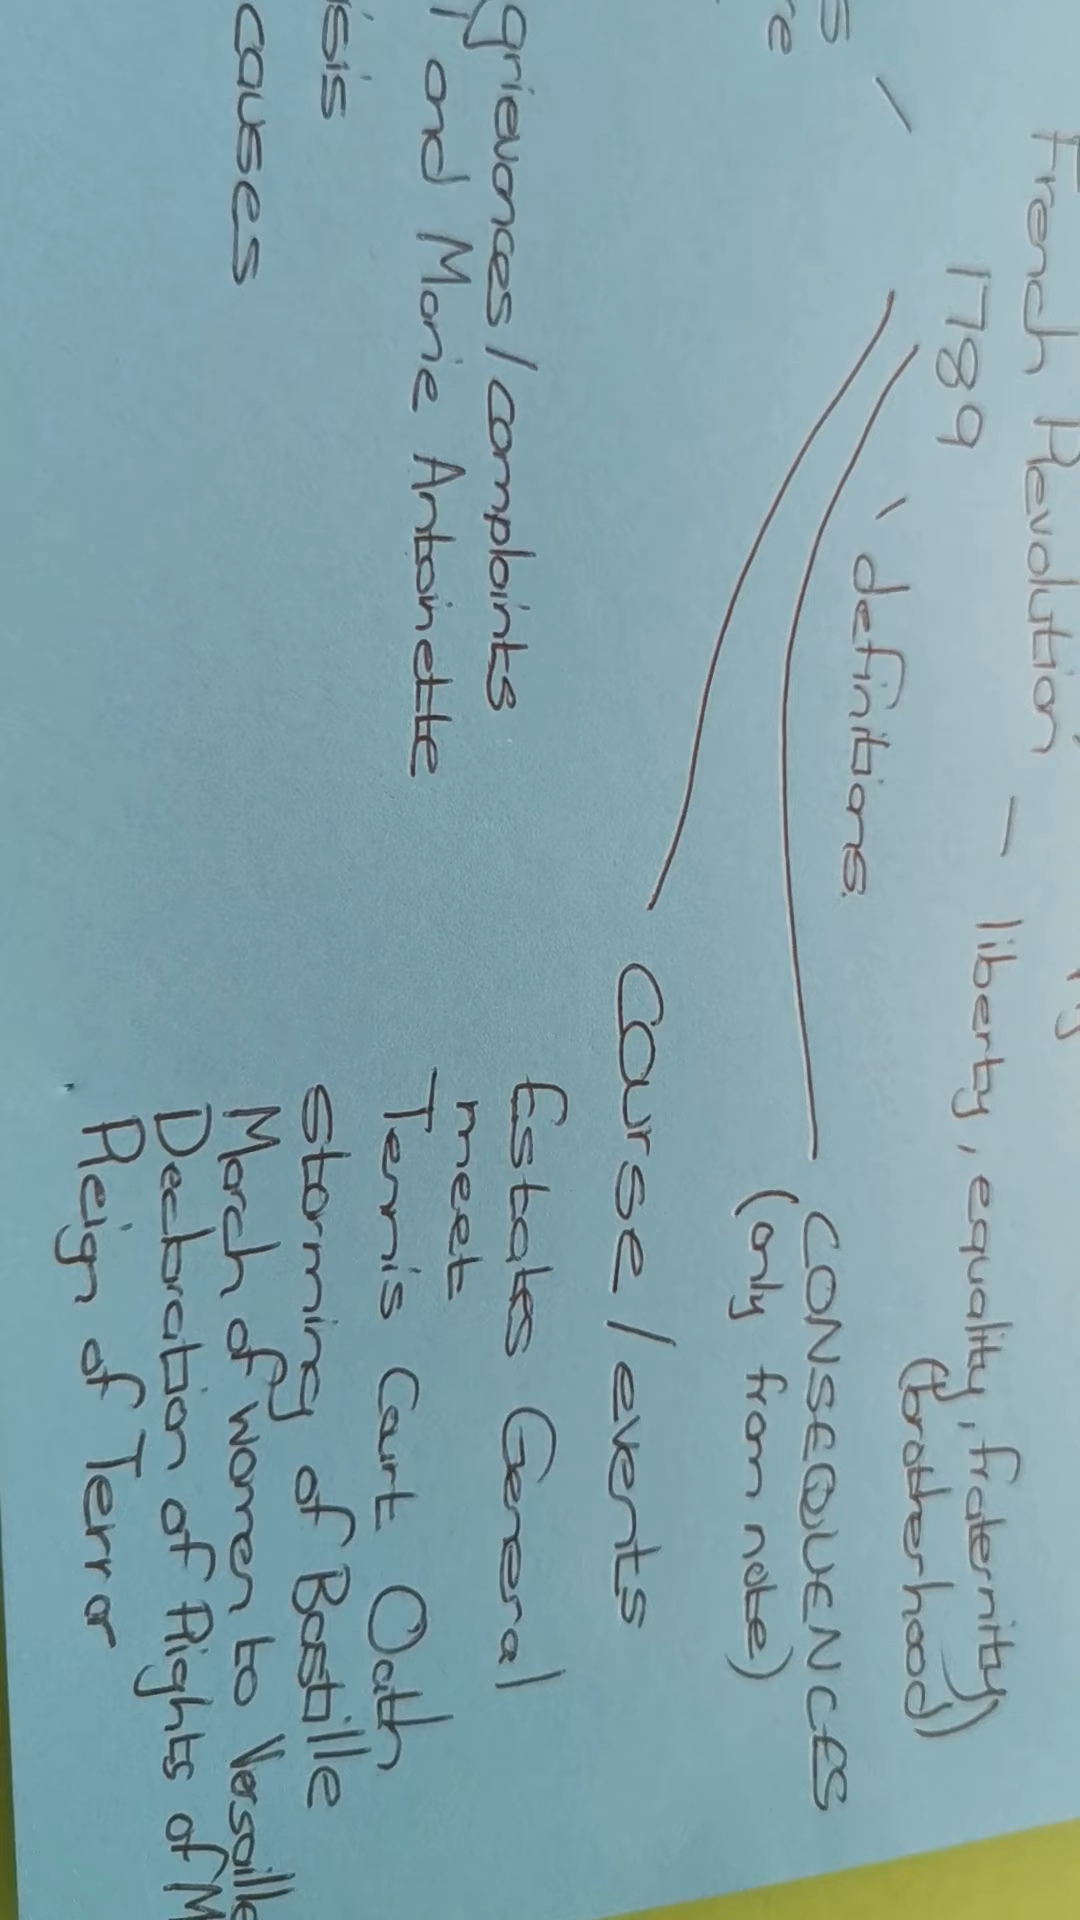 French Revolution - liberty, equality, fraternity
(brotherhood)
1789
definitions.
CONSEQUENCES
(only from note)
Course / events
grievances / complaints
and Marie Antoinette
causes
Estates General
meet
Tennis Court Oath,
storming of Bastille
March of women to Versaille
Declaration of Rights of M
Reign of Terror